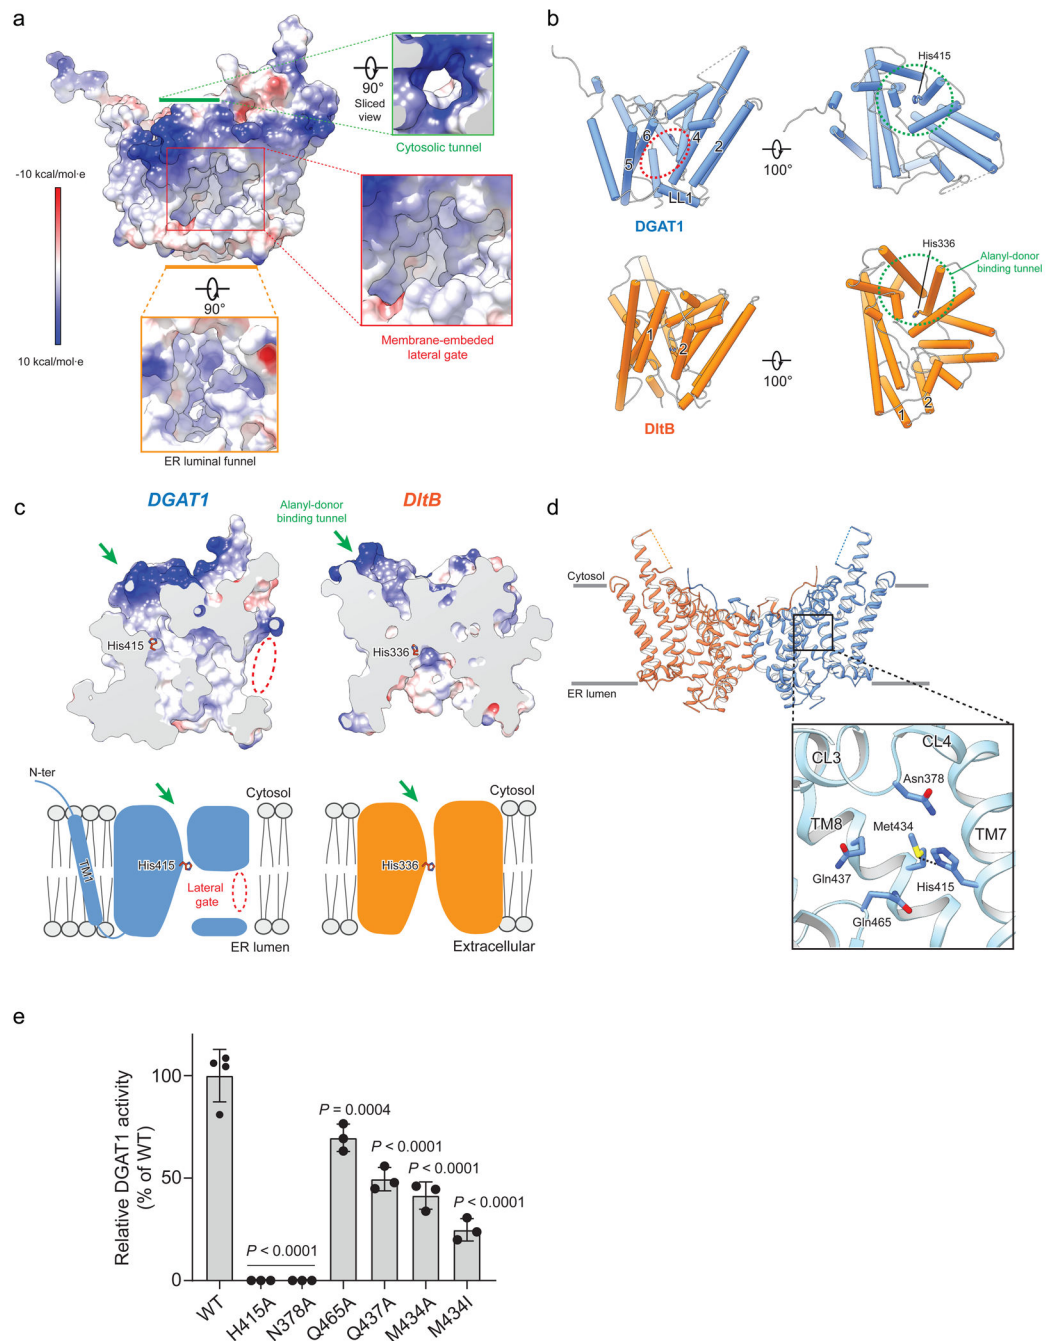 a
90°
Sliced
view
Cytosolic tunnel
-10 kcal/mol·e
10 kcal/mol·e
Membrane-embeded
lateral gate
90°
ER luminal funnel
b
His415
6
4
2
5
LL1
100°
DGAT1
His336
Alanyl-donor
binding tunnel
1
2
100°
1
2
DltB
c
DGAT1
DltB
Alanyl-donor
binding tunnel
His415
His336
N-ter
Cytosol
Cytosol
TM1
His415
His336
Lateral
gate
ER lumen
Extracellular
d
Cytosol
ER lumen
CL3
CL4
Asn378
TM8
Met434
TM7
Gln437
His415
Gln465
e
Relative DGAT1 activity
(% of WT)
100
50
0
P = 0.0004
P < 0.0001
P < 0.0001
P < 0.0001
P < 0.0001
WT
H415A
N378A
Q465A
Q437A
M434A
M434I